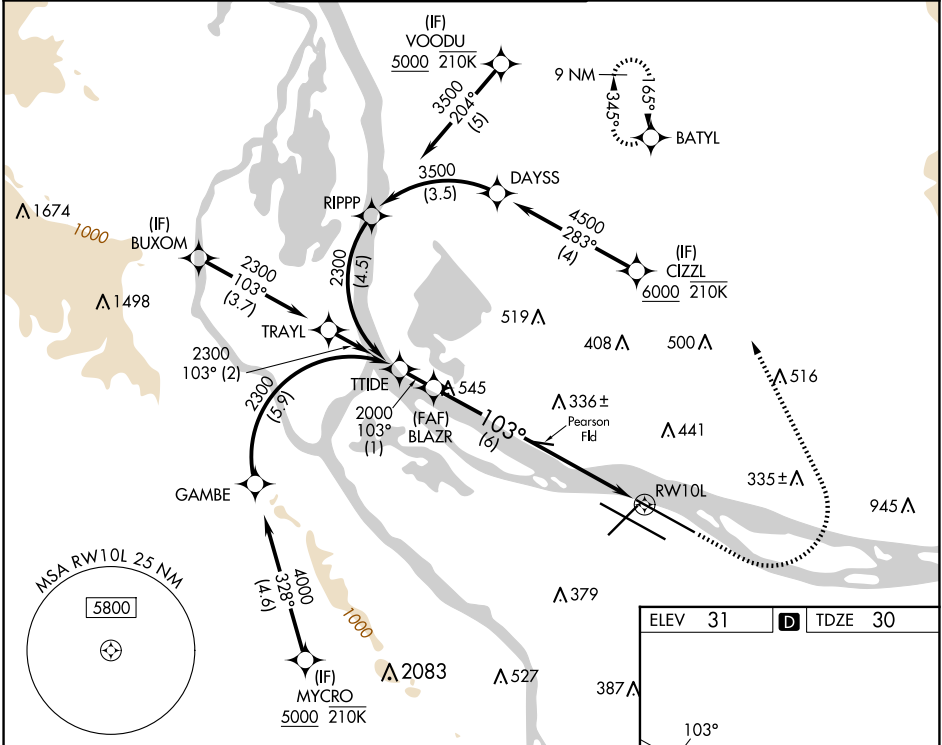 (IF)
VOODU
5000 210K
3500
204°
(5)
9 NM
345°
165°
BATYL
3500
(3.5)
DAYSS
RIPPP
4500
283°
(4)
(IF)
CIZZL
6000 210K
1674
1000
(IF)
BUXOM
2300
103°
(3.7)
1498
2300
(4.5)
TRAYL
519
408
500
2300
103° (2)
TTIDE
545
516
2300
(5.9)
2000
103°
(1)
(FAF)
BLAZR
103°
(6)
336±
Pearson
Fld
441
GAMBE
RW10L
335±
945
MSA RW10L 25 NM
5800
4000
328°
(4.6)
1000
379
(IF)
MYCRO
5000 210K
2083
527
387
ELEV 31 D TDZE 30
103°